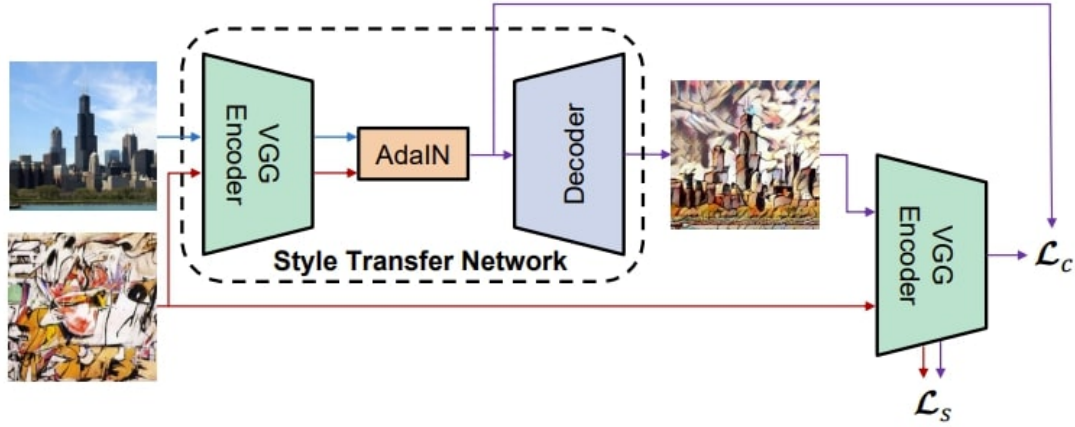 VGG
Encoder
AdaIN
Decoder
Style Transfer Network
VGG
Encoder
ℒc
ℒs